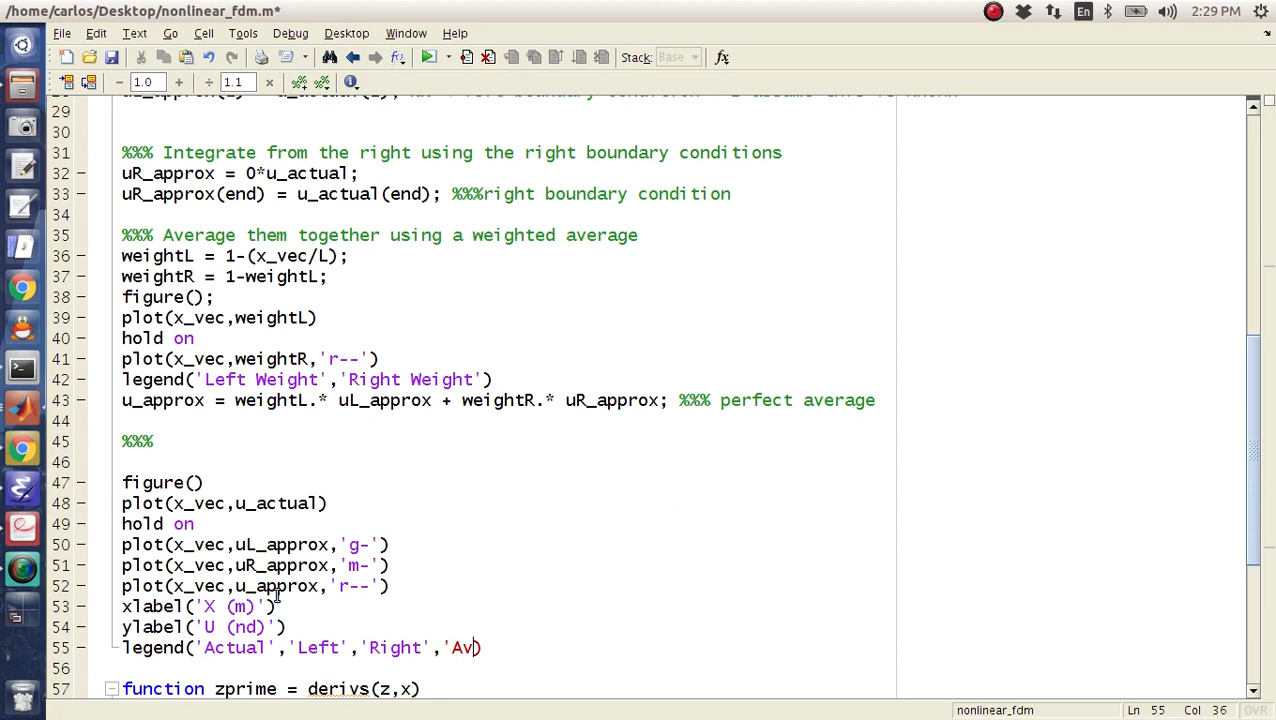 /home/carlos/Desktop/nonlinear_fdm.m*
En
2:29 PM
File Edit Text Go Cell Tools Debug Desktop Window Help
Stack: Base
fx
− 1.0 + ÷ 1.1 ×
29
30
31 %%% Integrate from the right using the right boundary conditions
32 uR_approx = 0*u_actual;
33 uR_approx(end) = u_actual(end); %%%right boundary condition
34
35 %%% Average them together using a weighted average
36 weightL = 1-(x_vec/L);
37 weightR = 1-weightL;
38 figure();
39 plot(x_vec,weightL)
40 hold on
41 plot(x_vec,weightR,'r--')
42 legend('Left Weight','Right Weight')
43 u_approx = weightL.* uL_approx + weightR.* uR_approx; %%% perfect average
44
45 %%%
46
47 figure()
48 plot(x_vec,u_actual)
49 hold on
50 plot(x_vec,uL_approx,'g-')
51 plot(x_vec,uR_approx,'m-')
52 plot(x_vec,u_approx,'r--')
53 xlabel('X (m)')
54 ylabel('U (nd)')
55 legend('Actual','Left','Right','Av)
56
57 function zprime = derivs(z,x)
nonlinear_fdm Ln 55 Col 36 OVR